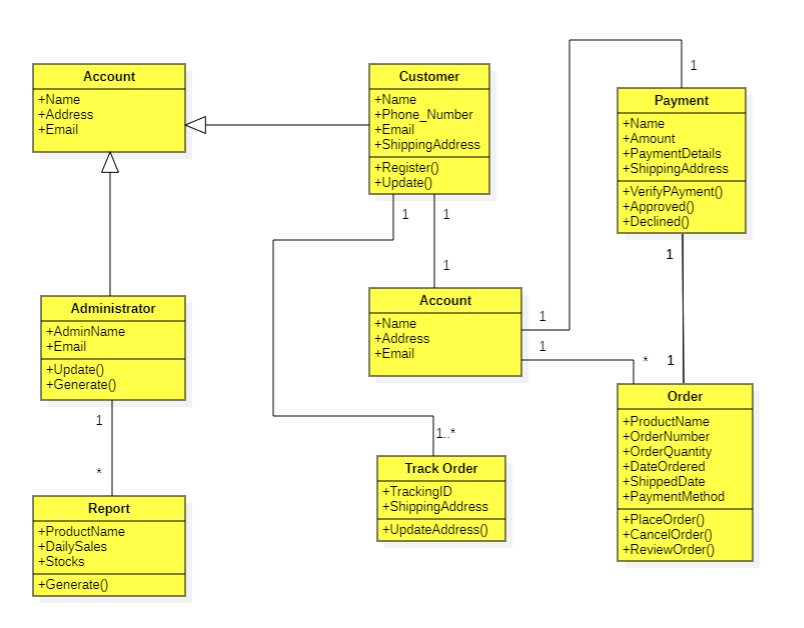 Account
+Name
+Address
+Email
Customer
+Name
+Phone_Number
+Email
+ShippingAddress
+Register()
+Update()
1
Payment
+Name
+Amount
+PaymentDetails
+ShippingAddress
+VerifyPAyment()
+Approved()
+Declined()
1
1
1
1
Administrator
+AdminName
+Email
+Update()
+Generate()
Account
+Name
+Address
+Email
1
1
*
1
Order
+ProductName
+OrderNumber
+OrderQuantity
+DateOrdered
+ShippedDate
+PaymentMethod
+PlaceOrder()
+CancelOrder()
+ReviewOrder()
1
*
1..*
Track Order
+TrackingID
+ShippingAddress
+UpdateAddress()
Report
+ProductName
+DailySales
+Stocks
+Generate()